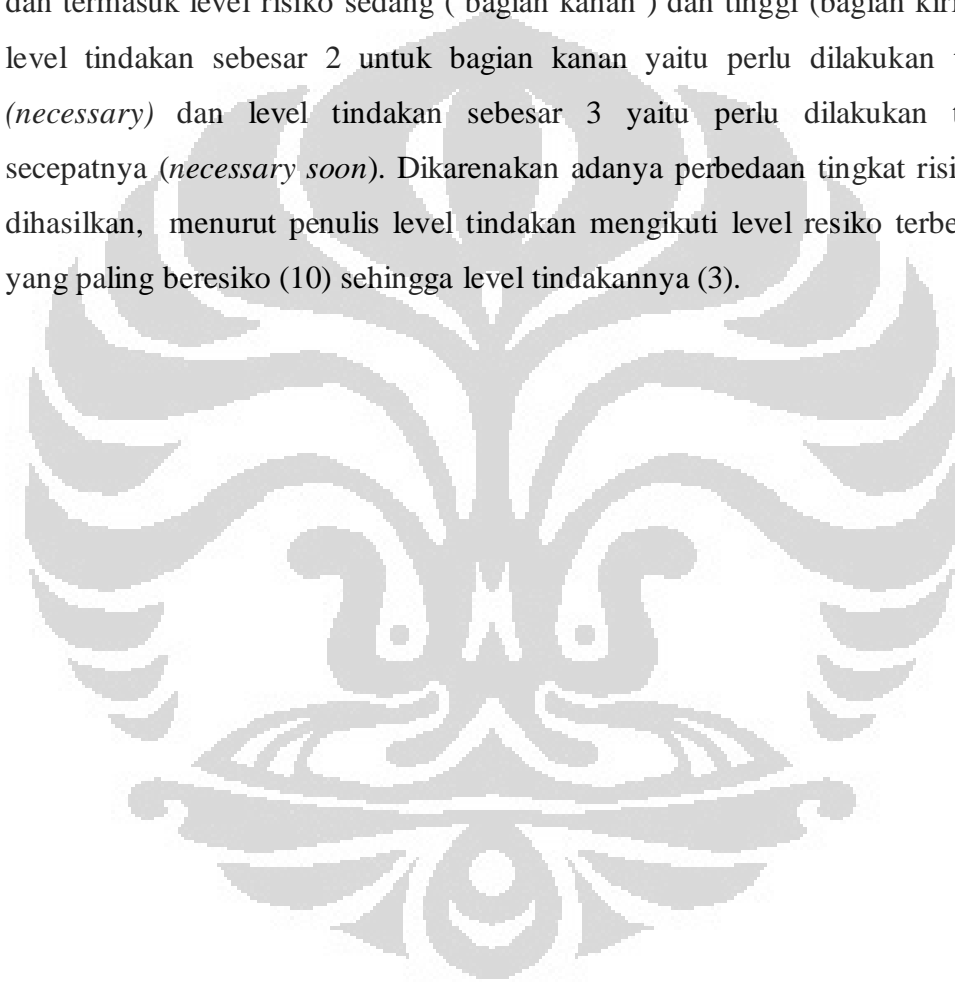 dan termasuk level risiko sedang ( bagian kanan ) dan tinggi (bagian kiri
level tindakan sebesar 2 untuk bagian kanan yaitu perlu dilakukan
(necessary) dan level tindakan sebesar 3 yaitu perlu dilakukan
secepatnya (necessary soon). Dikarenakan adanya perbedaan tingkat
dihasilkan, menurut penulis level tindakan mengikuti level resiko
yang paling beresiko (10) sehingga level tindakannya (3).